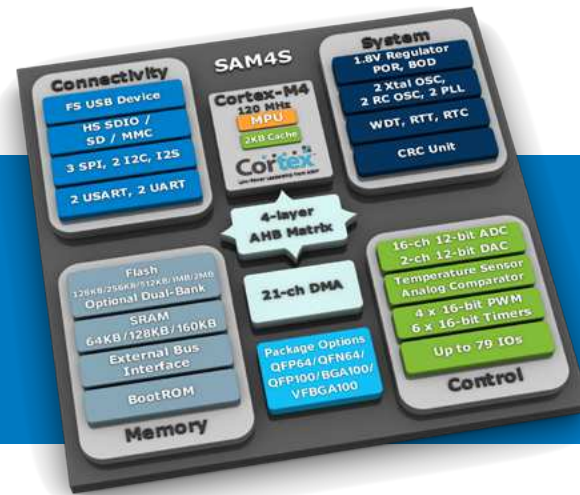 SAM4S
Connectivity
FS USB Device
HS SDIO /
SD / MMC
3 SPI, 2 I2C, I2S
2 USART, 2 UART
Cortex-M4
120 MHz
MPU
2KB Cache
Cortex
System
1.8V Regulator
POR, BOD
2 Xtal OSC,
2 RC OSC, 2 PLL
WDT, RTT, RTC
CRC Unit
4-layer
AHB Matrix
21-ch DMA
Package Options
QFP64/QFN64/
QFP100/BGA100/
VFBGA100
Flash
128KB/256KB/512KB/1MB/2MB
Optional Dual-Bank
SRAM
64KB/128KB/160KB
External Bus
Interface
BootROM
Memory
16-ch 12-bit ADC
2-ch 12-bit DAC
Temperature Sensor
Analog Comparator
4 x 16-bit PWM
6 x 16-bit Timers
Up to 79 IOs
Control